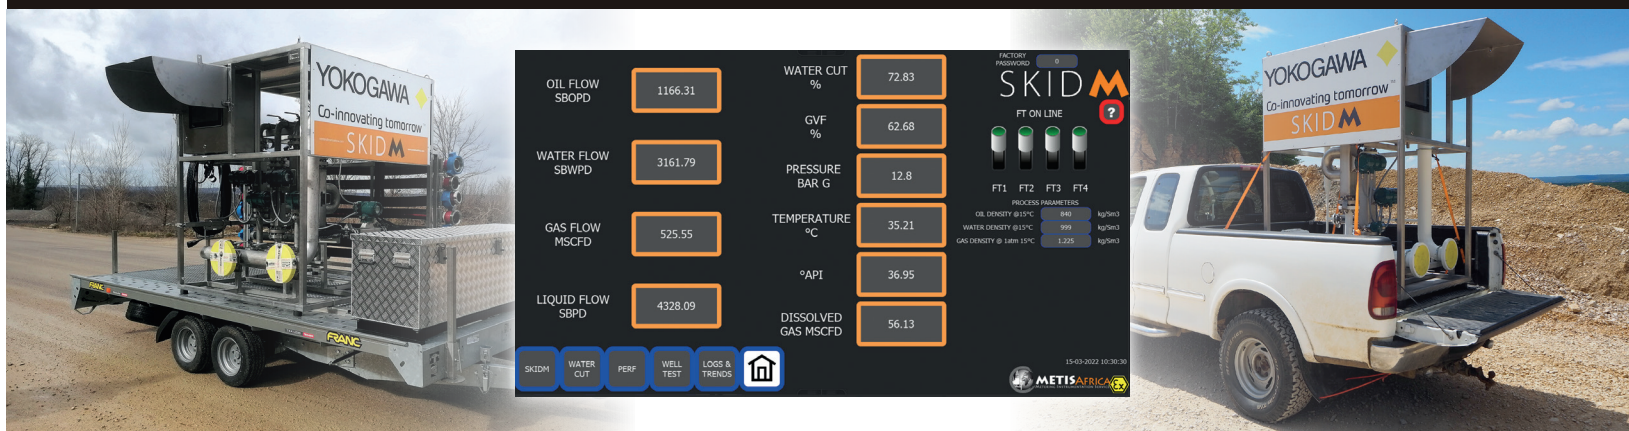 YOKOGAWA
Co-innovating tomorrow
SKID M
FRANC
FRANC
OIL FLOW
SBOPD
1166.31
WATER FLOW
SBWPD
3161.79
GAS FLOW
MSCFD
525.55
LIQUID FLOW
SBPD
4328.09
WATER CUT
%
72.83
GVF
%
62.68
PRESSURE
BAR G
12.8
TEMPERATURE
°C
35.21
°API
36.95
DISSOLVED
GAS MSCFD
56.13
FACTORY
PASSWORD
0
SKID M
?
FT ON LINE
FT1 FT2 FT3 FT4
PROCESS PARAMETERS
OIL DENSITY @15°C 840 kg/Sm3
WATER DENSITY @15°C 999 kg/Sm3
GAS DENSITY @ 1atm 15°C 1.225 kg/Sm3
SKIDM
WATER
CUT
PERF
WELL
TEST
LOGS &
TRENDS
15-03-2022 10:30:30
METISAFRICA
Ex
YOKOGAWA
Co-innovating tomorrow
SKID M